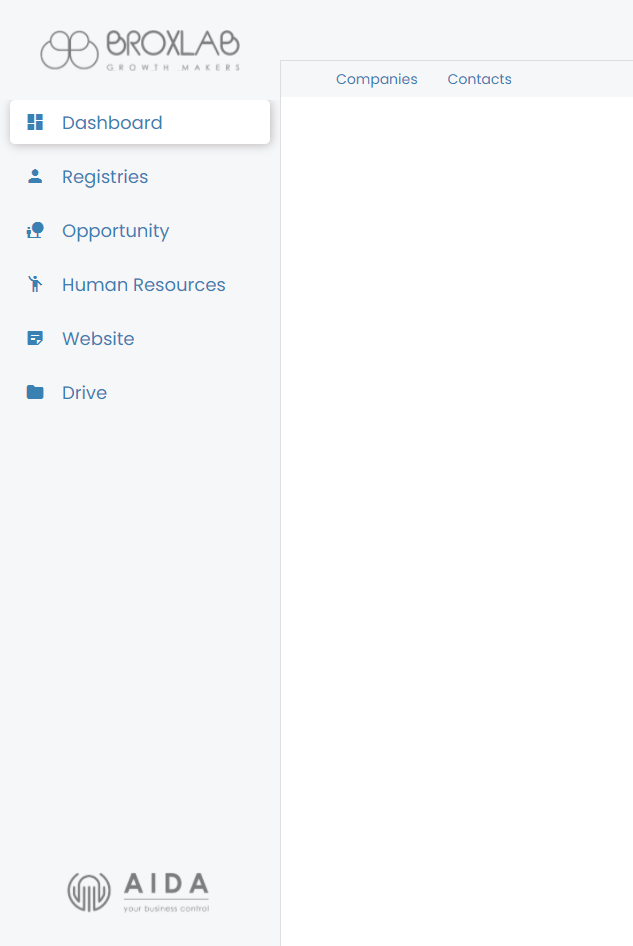 BROXLAB
GROWTH MAKERS
Companies Contacts
Dashboard
Registries
Opportunity
Human Resources
Website
Drive
AIDA
your business control